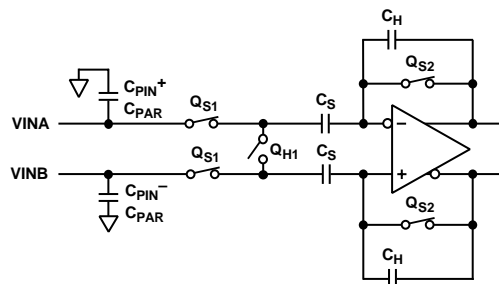 CH
QS2
CPIN+
CPAR
QS1
CS
VINA
−
QH1
VINB
QS1
CS
+
CPIN−
CPAR
QS2
CH